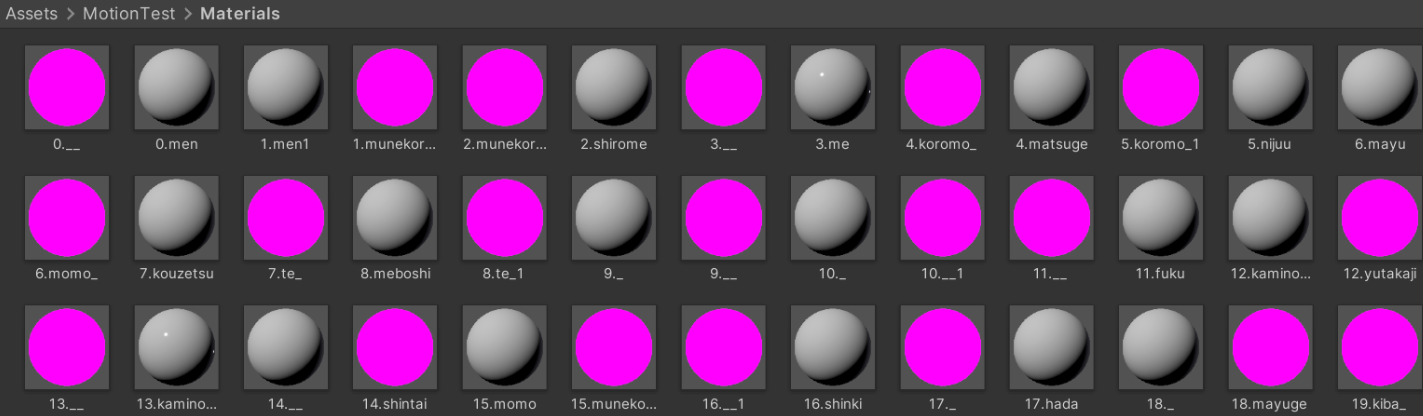 Assets > MotionTest > Materials
0.__ 0.men 1.men1 1.munekor... 2.munekor... 2.shirome 3.__ 3.me 4.koromo_ 4.matsuge 5.koromo_1 5.nijuu 6.mayu
6.momo_ 7.kouzetsu 7.te_ 8.meboshi 8.te_1 9._ 9.__ 10._ 10.__1 11.__ 11.fuku 12.kamino... 12.yutakaji
13.__ 13.kamino... 14.__ 14.shintai 15.momo 15.muneko... 16.__1 16.shinki 17._ 17.hada 18._ 18.mayuge 19.kiba_